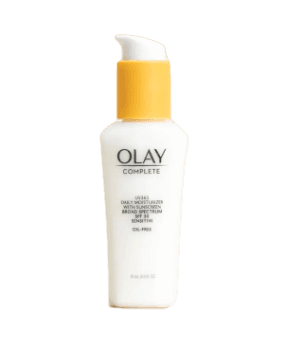 OLAY
COMPLETE
DAILY MOISTURIZER
WITH SUNSCREEN
BROAD SPECTRUM
SPF 30
SENSITIVE
OIL-FREE